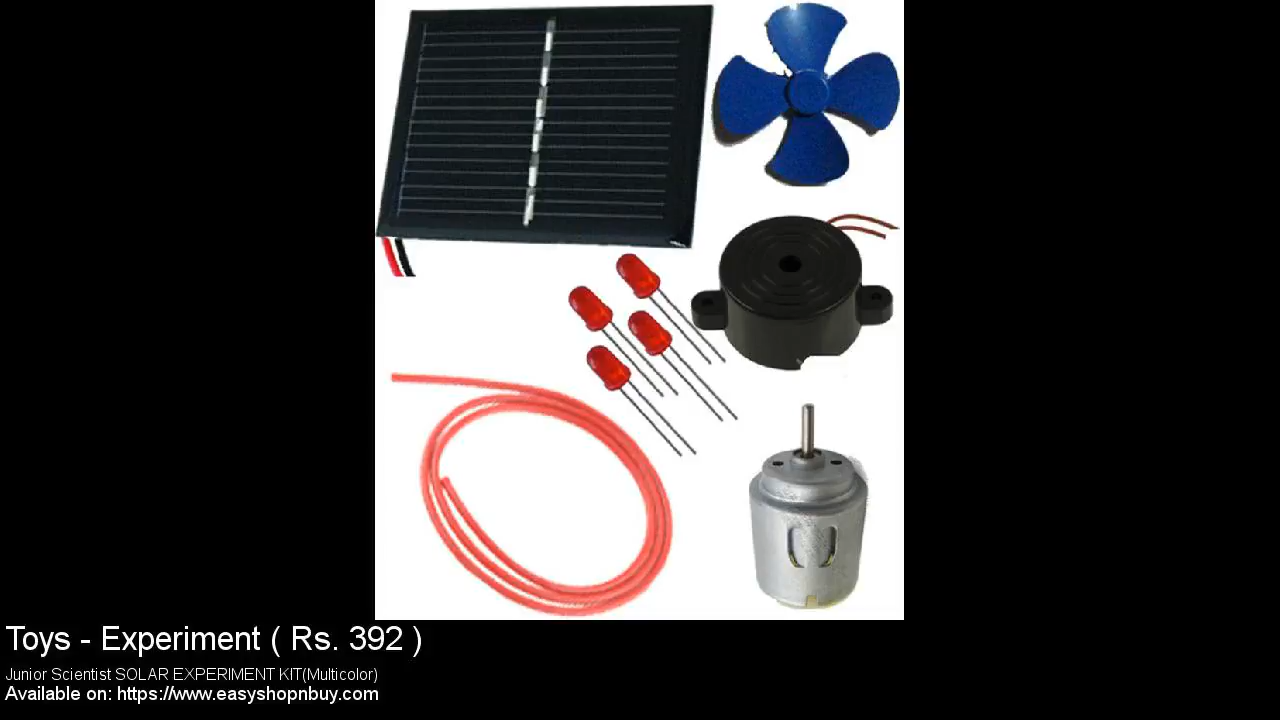 Toys - Experiment ( Rs. 392 )
Junior Scientist SOLAR EXPERIMENT KIT(Multicolor)
Available on: https://www.easyshopnbuy.com